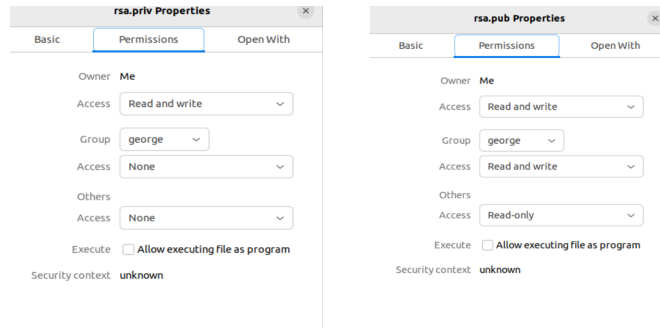 rsa.priv Properties
Basic Permissions Open With
Owner Me
Access Read and write
Group george
Access None
Others
Access None
Execute Allow executing file as program
Security context unknown
rsa.pub Properties
Basic Permissions Open With
Owner Me
Access Read and write
Group george
Access Read and write
Others
Access Read-only
Execute Allow executing file as program
Security context unknown